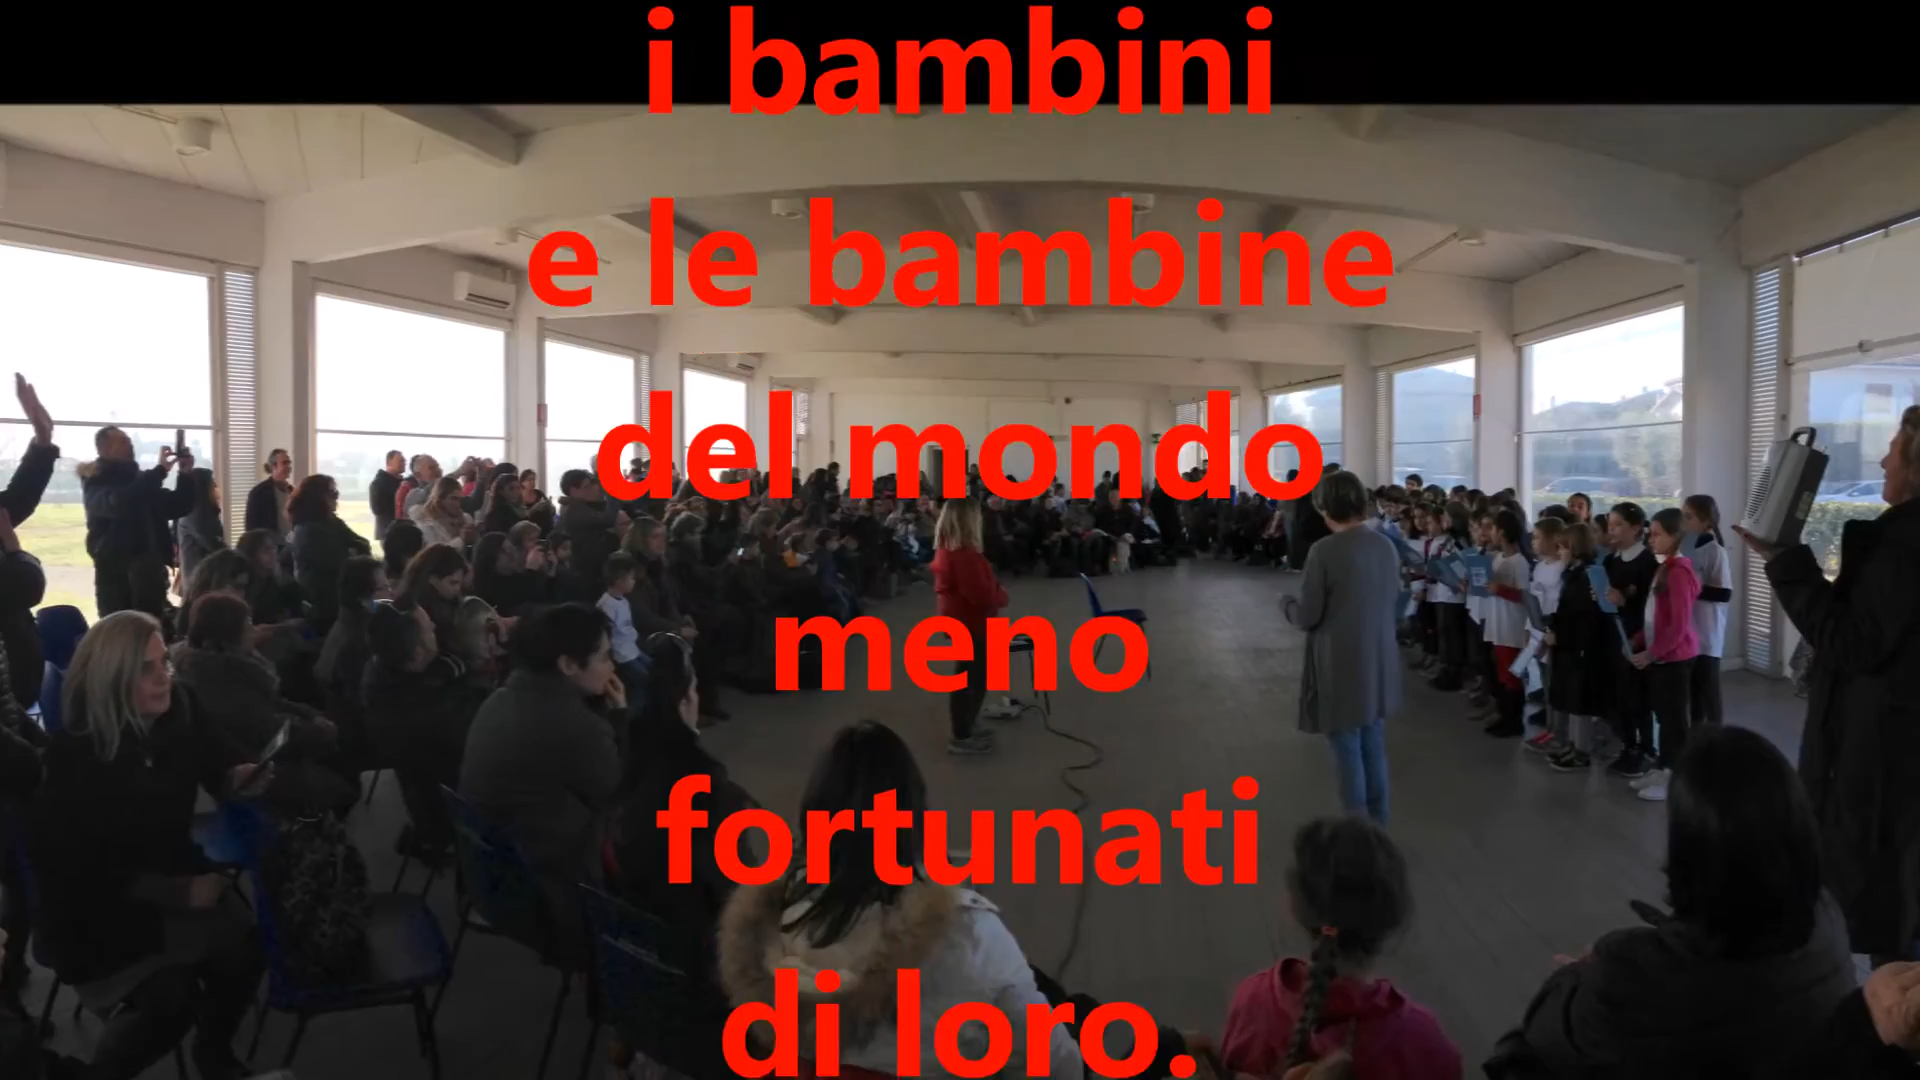 i bambini
e le bambine
del mondo
meno
fortunati
di loro.